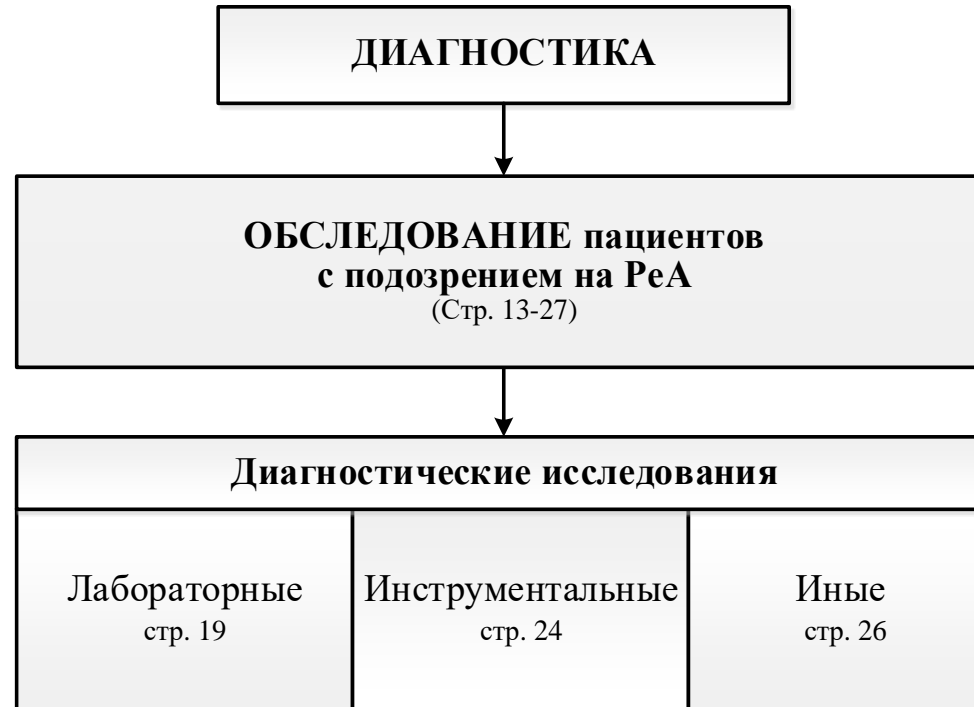 ДИАГНОСТИКА
ОБСЛЕДОВАНИЕ пациентов
с подозрением на РеА
(Стр. 13-27)
Диагностические исследования
Лабораторные
стр. 19
Инструментальные
стр. 24
Иные
стр. 26